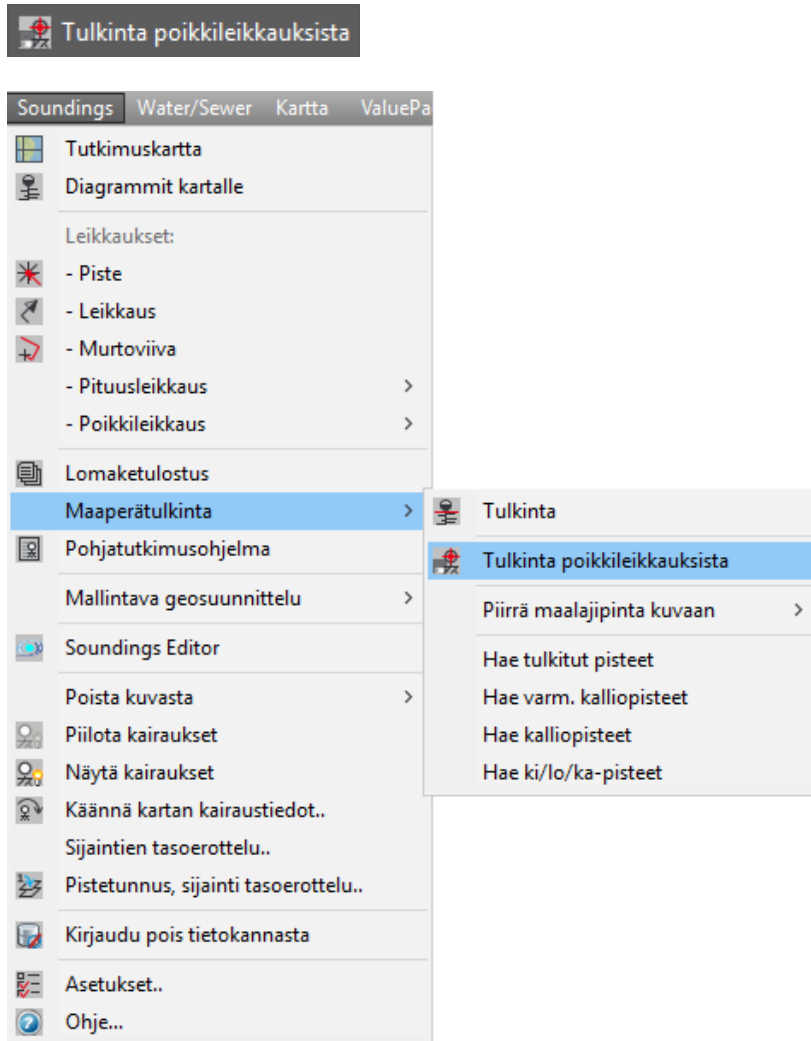 Tulkinta poikkileikkauksista
Soundings Water/Sewer Kartta ValuePa
Tutkimuskartta
Diagrammit kartalle
Leikkaukset:
- Piste
- Leikkaus
- Murtoviiva
- Pituusleikkaus
- Poikkileikkaus
Lomaketulostus
Maaperätulkinta
Pohjatutkimusohjelma
Mallintava geosuunnittelu
Soundings Editor
Poista kuvasta
Piilota kairaukset
Näytä kairaukset
Käännä kartan kairaustiedot..
Sijaintien tasoerottelu..
Pistetunnus, sijainti tasoerottelu..
Kirjaudu pois tietokannasta
Asetukset..
Ohje...
Tulkinta
Tulkinta poikkileikkauksista
Piirrä maalajipinta kuvaan
Hae tulkitut pisteet
Hae varm. kalliopisteet
Hae kalliopisteet
Hae ki/lo/ka-pisteet